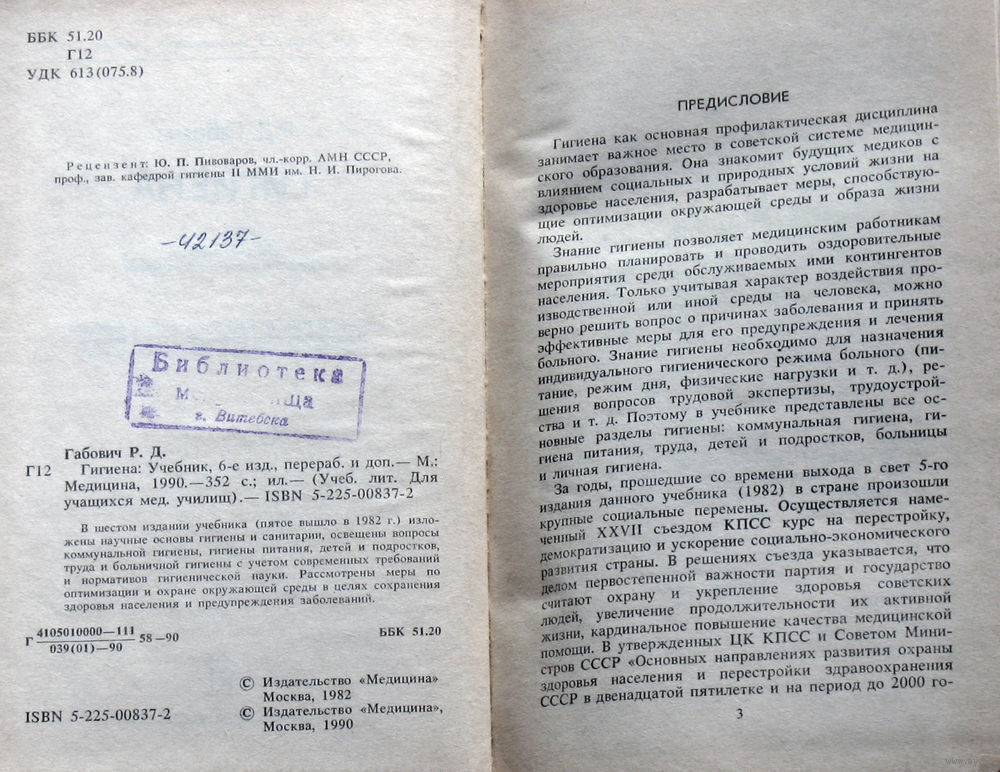 ББК 51.20
Г12
УДК 613(075.8)
Рецензент: Ю. П. Пивоваров, чл.-корр. АМН СССР,
проф., зав. кафедрой гигиены II ММИ им. Н. И. Пирогова.
-42137-
Библиотека
г. Витебска
Габович Р. Д.
Г12 Гигиена: Учебник, 6-е изд., перераб. и доп.— М.:
Медицина, 1990.—352 с.; ил.— (Учеб. лит. Для
учащихся мед. училищ).— ISBN 5-225-00837-2
В шестом издании учебника (пятое вышло в 1982 г.) изло-
жены научные основы гигиены и санитарии, освещены вопросы
коммунальной гигиены, гигиены питания, детей и подростков,
труда и больничной гигиены с учетом современных требований
и нормативов гигиенической науки. Рассмотрены меры по
оптимизации и охране окружающей среды в целях сохранения
здоровья населения и предупреждения заболеваний.
Г 4105010000—111 58—90
039(01)—90
ББК 51.20
© Издательство «Медицина»
Москва, 1982
ISBN 5-225-00837-2
© Издательство «Медицина»,
Москва, 1990
ПРЕДИСЛОВИЕ
Гигиена как основная профилактическая дисциплина
занимает важное место в советской системе медицин-
ского образования. Она знакомит будущих медиков с
влиянием социальных и природных условий жизни на
здоровье населения, разрабатывает меры, способствую-
щие оптимизации окружающей среды и образа жизни
людей.
Знание гигиены позволяет медицинским работникам
правильно планировать и проводить оздоровительные
мероприятия среди обслуживаемых ими контингентов
населения. Только учитывая характер воздействия про-
изводственной или иной среды на человека, можно
верно решить вопрос о причинах заболевания и принять
эффективные меры для его предупреждения и лечения
больного. Знание гигиены необходимо для назначения
индивидуального гигиенического режима больного (пи-
тание, режим дня, физические нагрузки и т. д.), ре-
шения вопросов трудовой экспертизы, трудоустрой-
ства и т. д. Поэтому в учебнике представлены все ос-
новные разделы гигиены: коммунальная гигиена, ги-
гиена питания, труда, детей и подростков, больницы
и личная гигиена.
За годы, прошедшие со времени выхода в свет 5-го
издания данного учебника (1982) в стране произошли
крупные социальные перемены. Осуществляется наме-
ченный XXVII съездом КПСС курс на перестройку,
демократизацию и ускорение социально-экономического
развития страны. В решениях съезда указывается, что
делом первостепенной важности партия и государство
считают охрану и укрепление здоровья советских
людей, увеличение продолжительности их активной
жизни, кардинальное повышение качества медицинской
помощи. В утвержденных ЦК КПСС и Советом Мини-
стров СССР «Основных направлениях развития охраны
здоровья населения и перестройки здравоохранения
СССР в двенадцатой пятилетке и на период до 2000 го-
3